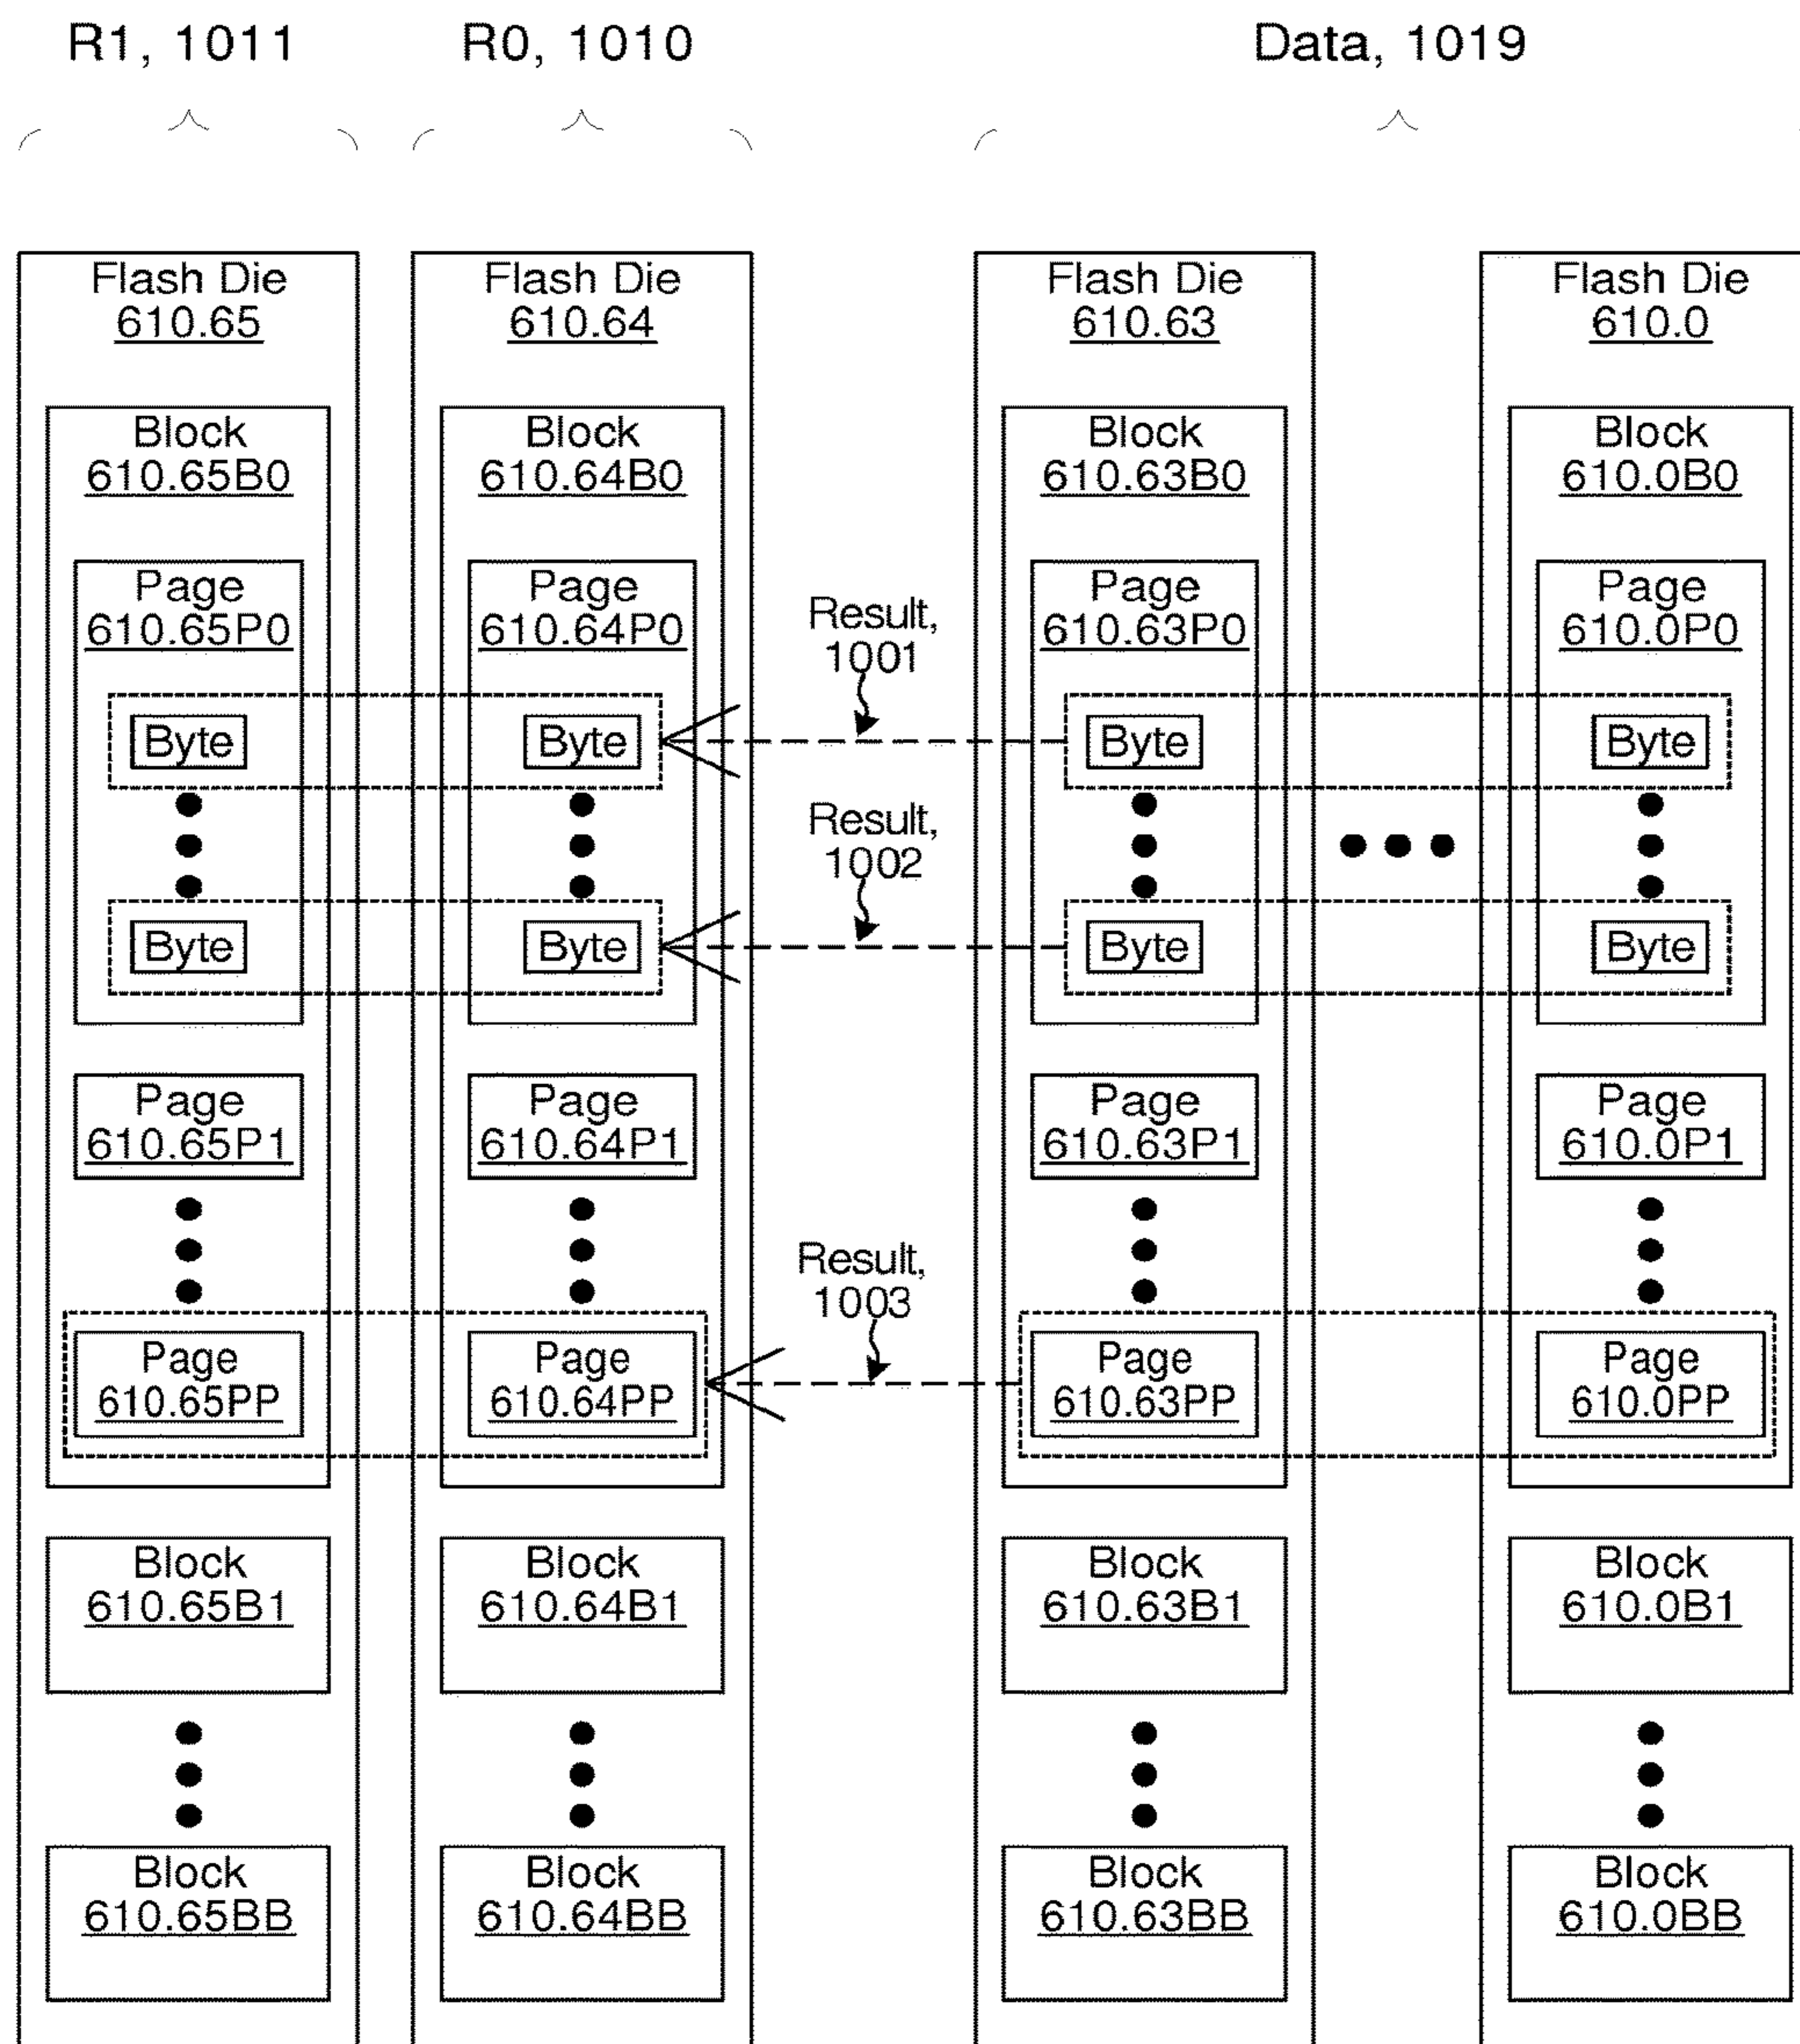 R1, 1011
R0, 1010
Data, 1019
Flash Die
610.65
Flash Die
610.64
Flash Die
610.63
Flash Die
610.0
Block
610.65B0
Block
610.64B0
Block
610.63B0
Block
610.0B0
Page
610.65P0
Page
610.64P0
Result,
1001
Page
610.63P0
Page
610.0P0
Byte
Byte
Byte
Byte
Result,
1002
Byte
Byte
Byte
Byte
Page
610.65P1
Page
610.64P1
Page
610.63P1
Page
610.0P1
Result,
1003
Page
610.65PP
Page
610.64PP
Page
610.63PP
Page
610.0PP
Block
610.65B1
Block
610.64B1
Block
610.63B1
Block
610.0B1
Block
610.65BB
Block
610.64BB
Block
610.63BB
Block
610.0BB